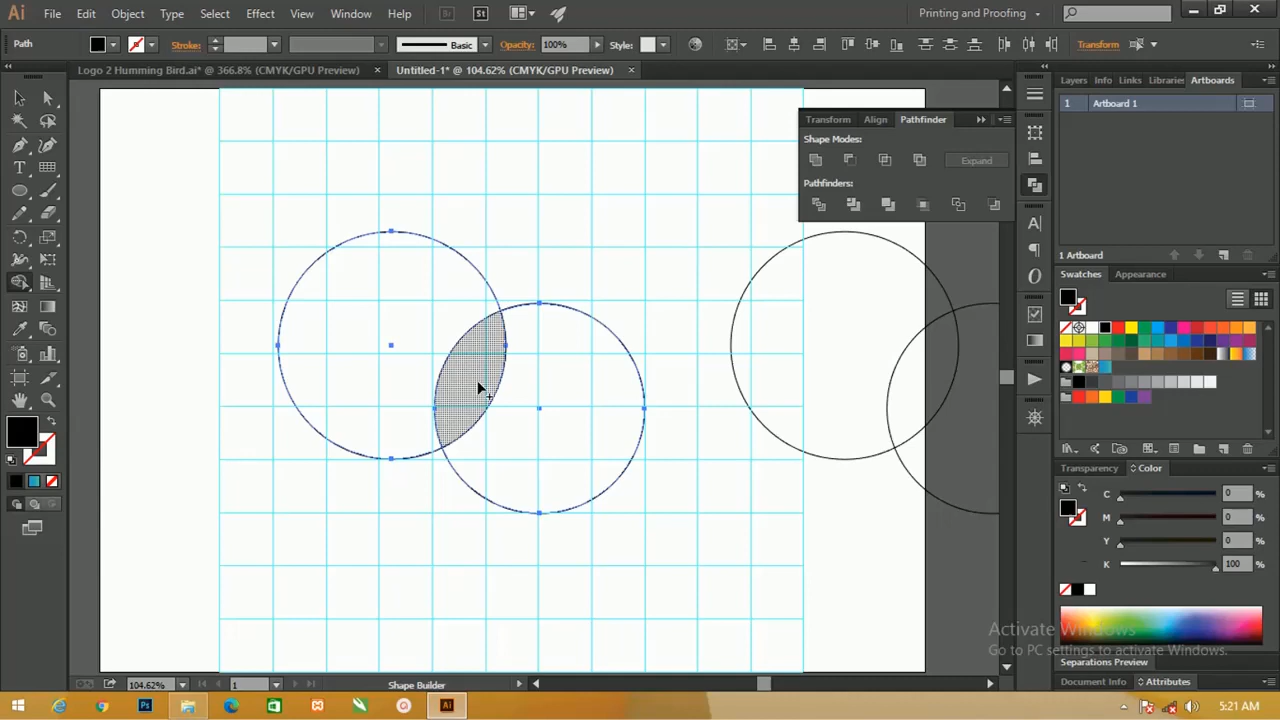 Ai File Edit Object Type Select Effect View Window Help Br St Printing and Proofing
Path Stroke: Basic Opacity: 100% Style: Transform
Logo 2 Humming Bird.ai* @ 366.8% (CMYK/GPU Preview) × Untitled-1* @ 104.62% (CMYK/GPU Preview) ×
Layers Info Links Libraries Artboards
1 Artboard 1
Transform Align Pathfinder
Shape Modes:
Expand
Pathfinders:
1 Artboard
Swatches Appearance
Transparency Color
C 0 %
M 0 %
Y 0 %
K 100 %
Activate Windows
Go to PC settings to activate Windows.
Separations Preview
Document Info Attributes
104.62% 1 Shape Builder
Ps Ai 5:21 AM